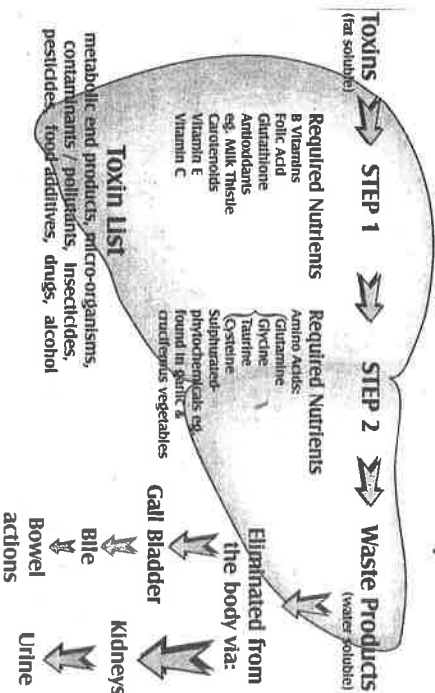 Toxins
(fat soluble)
STEP 1
STEP 2
Waste Products
(water soluble)
Required Nutrients
B Vitamins
Folic Acid
Glutathione
Antioxidants
eg. Milk Thistle
Carotenoids
Vitamin E
Vitamin C
Required Nutrients
Amino Acids:
Glutamine
Glycine
Taurine
Cysteine
Sulphurated
phytochemicals eg.
found in garlic &
cruciferous vegetables
Eliminated from
the body via:
Gall Bladder
Bile
Bowel
actions
Kidneys
Urine
Toxin List
metabolic end products, micro-organisms,
contaminants / pollutants, insecticides,
pesticides, food additives, drugs, alcohol